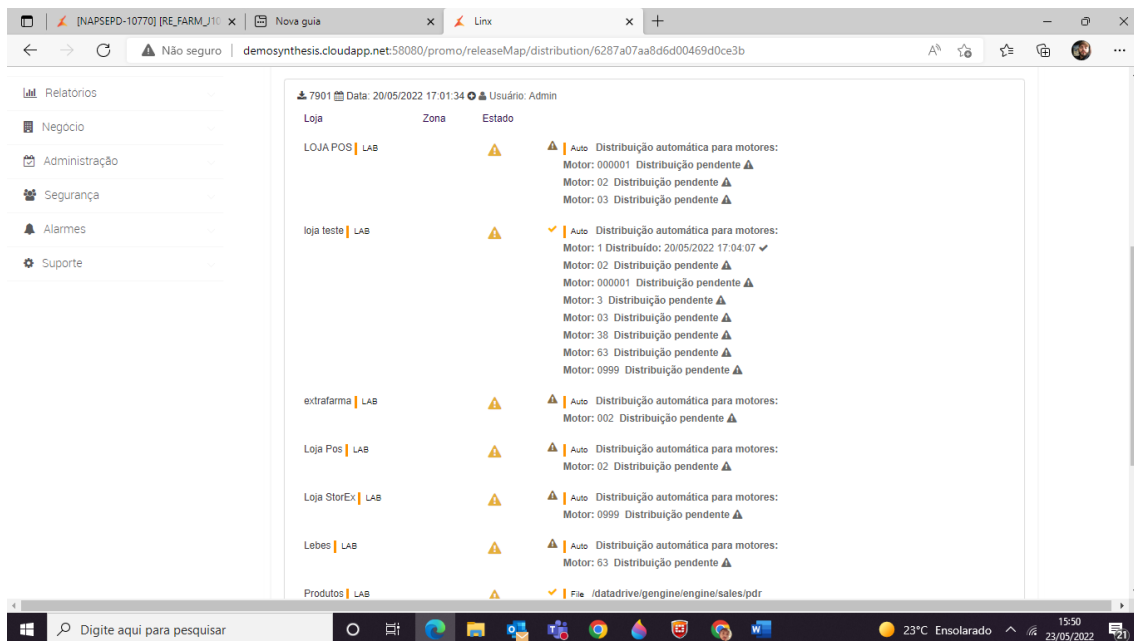 [NAPSEPD-10770] [RE_FARM_J10
Nova guia
Linx
Não seguro
demosynthesis.cloudapp.net:58080/promo/releaseMap/distribution/6287a07aa8d6d00469d0ce3b
Relatórios
Negócio
Administração
Segurança
Alarmes
Suporte
7901 Data: 20/05/2022 17:01:34 Usuário: Admin
Loja Zona Estado
LOJA POS LAB Auto Distribuição automática para motores:
Motor: 000001 Distribuição pendente
Motor: 02 Distribuição pendente
Motor: 03 Distribuição pendente
loja teste LAB Auto Distribuição automática para motores:
Motor: 1 Distribuído: 20/05/2022 17:04:07
Motor: 02 Distribuição pendente
Motor: 000001 Distribuição pendente
Motor: 3 Distribuição pendente
Motor: 03 Distribuição pendente
Motor: 38 Distribuição pendente
Motor: 63 Distribuição pendente
Motor: 0999 Distribuição pendente
extrafarma LAB Auto Distribuição automática para motores:
Motor: 002 Distribuição pendente
Loja Pos LAB Auto Distribuição automática para motores:
Motor: 02 Distribuição pendente
Loja StorEx LAB Auto Distribuição automática para motores:
Motor: 0999 Distribuição pendente
Lebes LAB Auto Distribuição automática para motores:
Motor: 63 Distribuição pendente
Produtos LAB File /datadrive/gengine/engine/sales/pdr
Digite aqui para pesquisar
23°C Ensolarado
15:50
23/05/2022
21